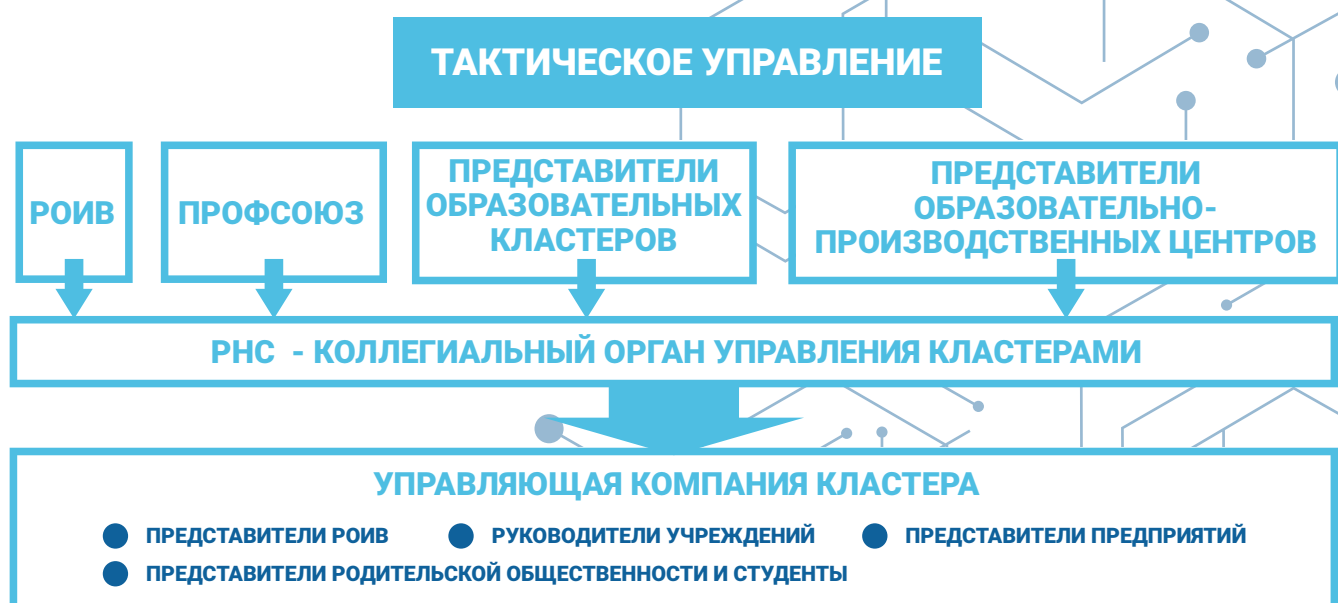 ТАКТИЧЕСКОЕ УПРАВЛЕНИЕ
РОИВ
ПРОФСОЮЗ
ПРЕДСТАВИТЕЛИ
ОБРАЗОВАТЕЛЬНЫХ
КЛАСТЕРОВ
ПРЕДСТАВИТЕЛИ
ОБРАЗОВАТЕЛЬНО-
ПРОИЗВОДСТВЕННЫХ ЦЕНТРОВ
РНС - КОЛЛЕГИАЛЬНЫЙ ОРГАН УПРАВЛЕНИЯ КЛАСТЕРАМИ
УПРАВЛЯЮЩАЯ КОМПАНИЯ КЛАСТЕРА
ПРЕДСТАВИТЕЛИ РОИВ
РУКОВОДИТЕЛИ УЧРЕЖДЕНИЙ
ПРЕДСТАВИТЕЛИ ПРЕДПРИЯТИЙ
ПРЕДСТАВИТЕЛИ РОДИТЕЛЬСКОЙ ОБЩЕСТВЕННОСТИ И СТУДЕНТЫ